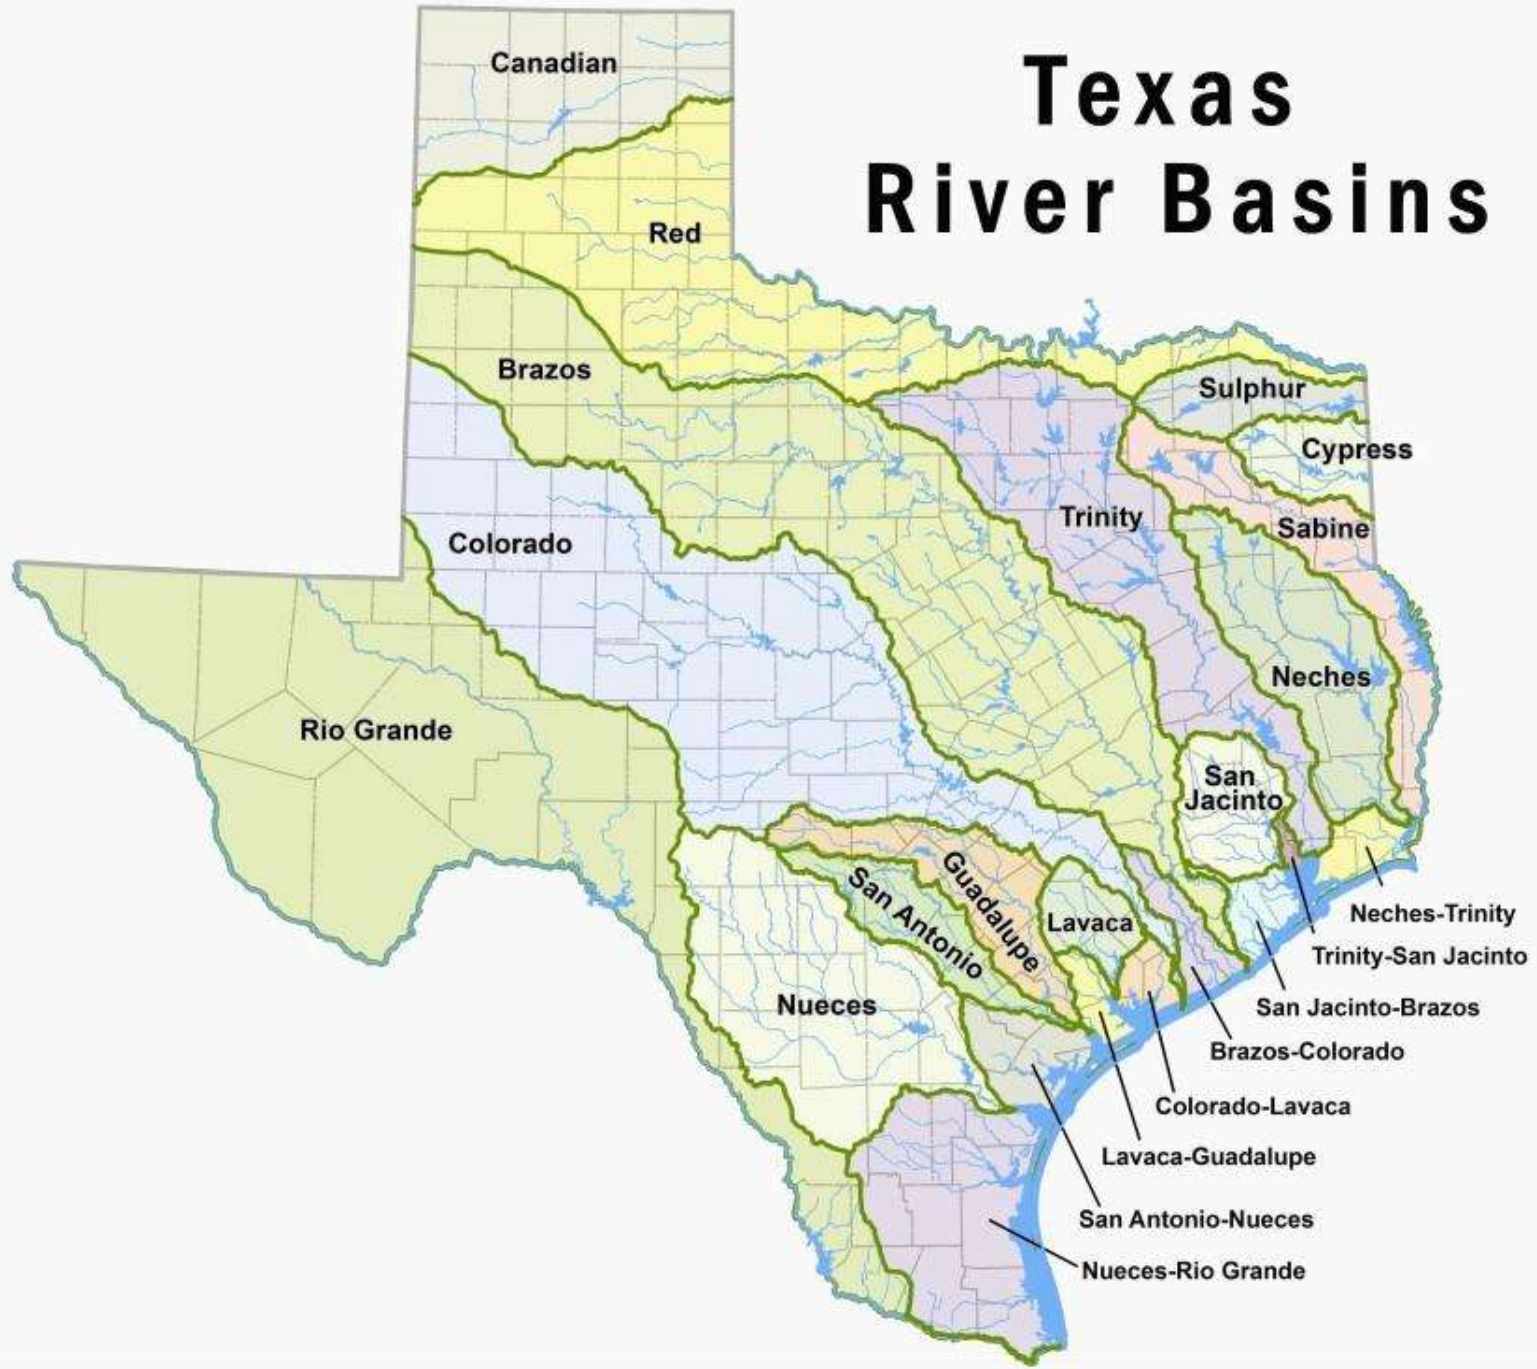 Texas
River Basins
Canadian
Red
Brazos
Sulphur
Cypress
Trinity
Sabine
Colorado
Neches
Rio Grande
San
Jacinto
Guadalupe
San Antonio
Lavaca
Nueces
Neches-Trinity
Trinity-San Jacinto
San Jacinto-Brazos
Brazos-Colorado
Colorado-Lavaca
Lavaca-Guadalupe
San Antonio-Nueces
Nueces-Rio Grande